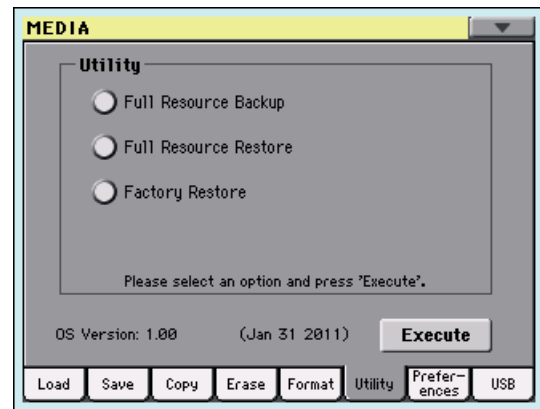 MEDIA
Utility
Full Resource Backup
Full Resource Restore
Factory Restore
Please select an option and press 'Execute'.
OS Version: 1.00 (Jan 31 2011) Execute
Load Save Copy Erase Format Utility Prefer-
ences USB